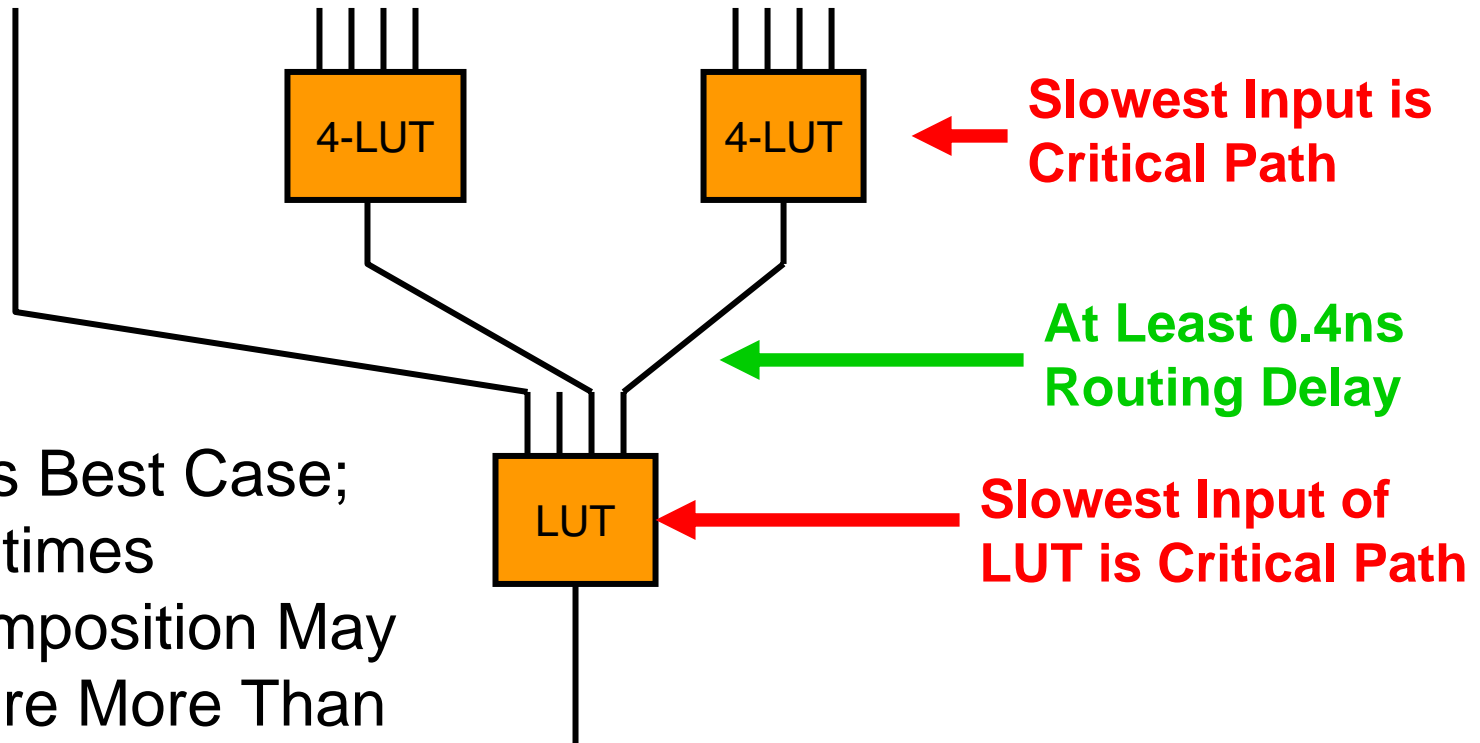 4-LUT
4-LUT
Slowest Input is
Critical Path
At Least 0.4ns
Routing Delay
s Best Case;
times
mposition May
re More Than
LUT
Slowest Input of
LUT is Critical Path